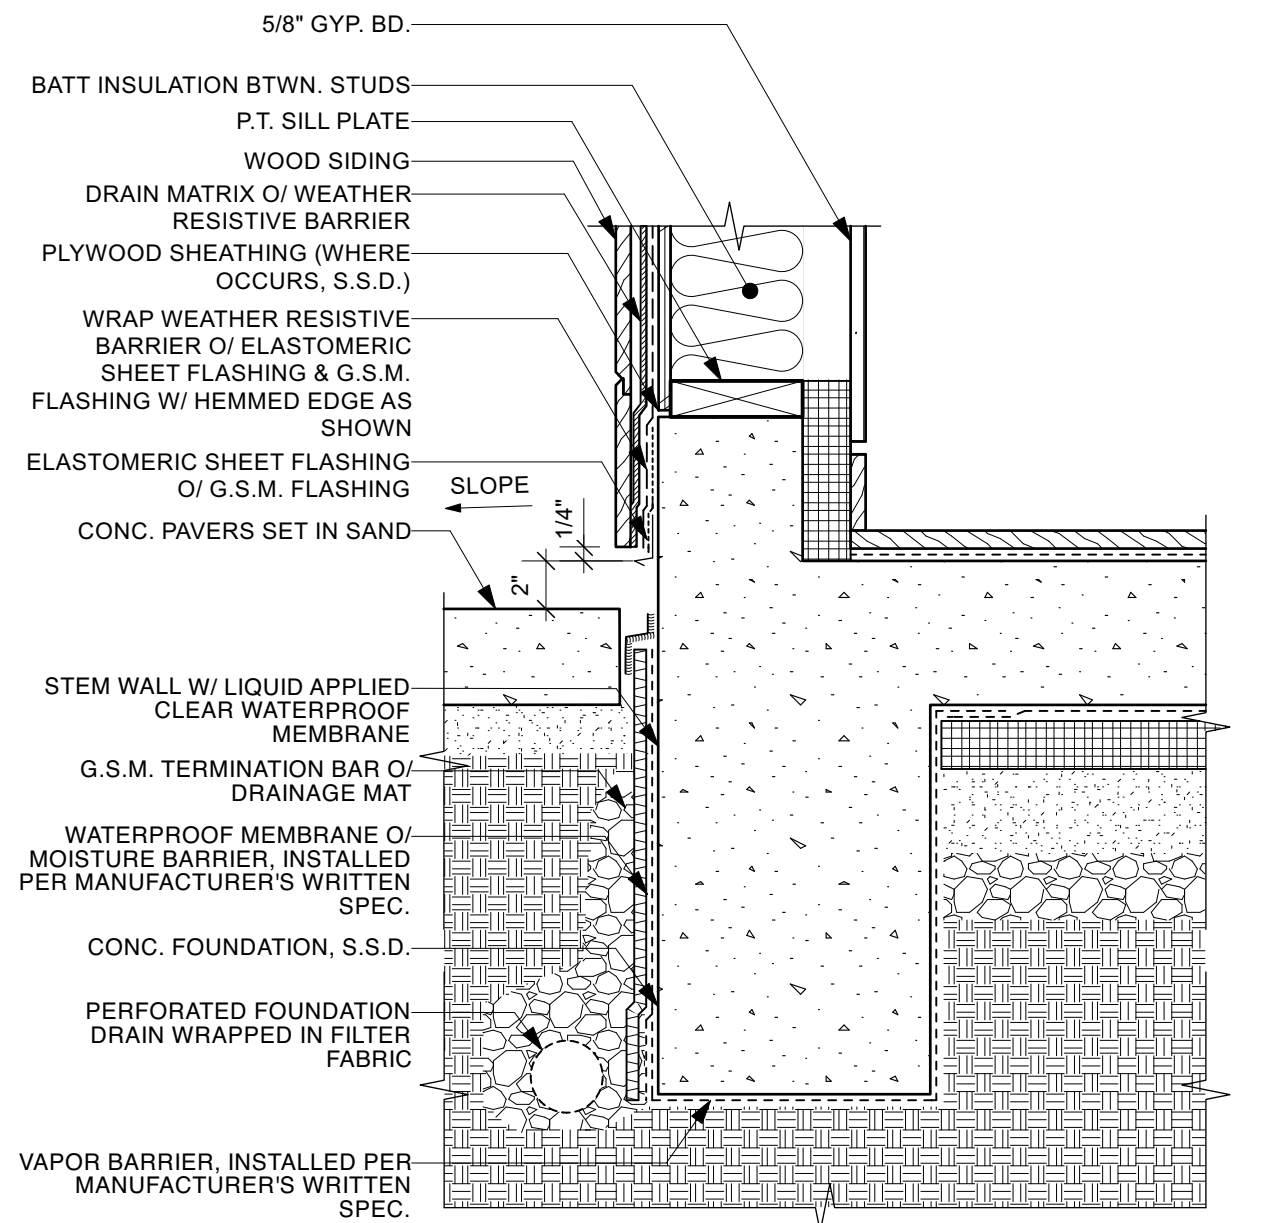 5/8" GYP. BD.
BATT INSULATION BTWN. STUDS
P.T. SILL PLATE
WOOD SIDING
DRAIN MATRIX O/ WEATHER
RESISTIVE BARRIER
PLYWOOD SHEATHING (WHERE
OCCURS, S.S.D.)
WRAP WEATHER RESISTIVE
BARRIER O/ ELASTOMERIC
SHEET FLASHING & G.S.M.
FLASHING W/ HEMMED EDGE AS
SHOWN
ELASTOMERIC SHEET FLASHING
O/ G.S.M. FLASHING
SLOPE
1/4"
2"
CONC. PAVERS SET IN SAND
STEM WALL W/ LIQUID APPLIED
CLEAR WATERPROOF
MEMBRANE
G.S.M. TERMINATION BAR O/
DRAINAGE MAT
WATERPROOF MEMBRANE O/
MOISTURE BARRIER, INSTALLED
PER MANUFACTURER'S WRITTEN
SPEC.
CONC. FOUNDATION, S.S.D.
PERFORATED FOUNDATION
DRAIN WRAPPED IN FILTER
FABRIC
VAPOR BARRIER, INSTALLED PER
MANUFACTURER'S WRITTEN
SPEC.